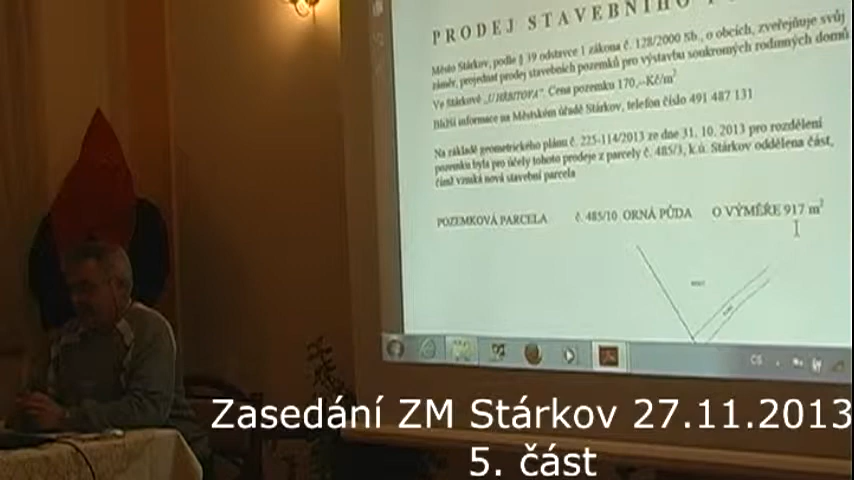 PRODEJ STAVEBNÍHO
Město Stárkov, podle § 39 odstavce 1 zákona č. 128/2000 Sb., o obcích, zveřejňuje svůj
záměr, projednat prodej stavebních pozemků pro výstavbu soukromých rodinných domů
Ve Stárkově „U HŘBITOVA“. Cena pozemku 170,-Kč/m²
Bližší informace na Městském úřadě Stárkov, telefon číslo 491 487 131
Na základě geometrického plánu č. 225-114/2013 ze dne 31. 10. 2013 pro rozdělení
pozemku byla pro účely tohoto prodeje z parcely č. 485/3, k.ú. Stárkov oddělena část,
čímž vzniká nová stavební parcela
POZEMKOVÁ PARCELA č. 485/10 ORNÁ PŮDA O VÝMĚŘE 917 m²
CS
Zasedání ZM Stárkov 27.11.2013
5. část